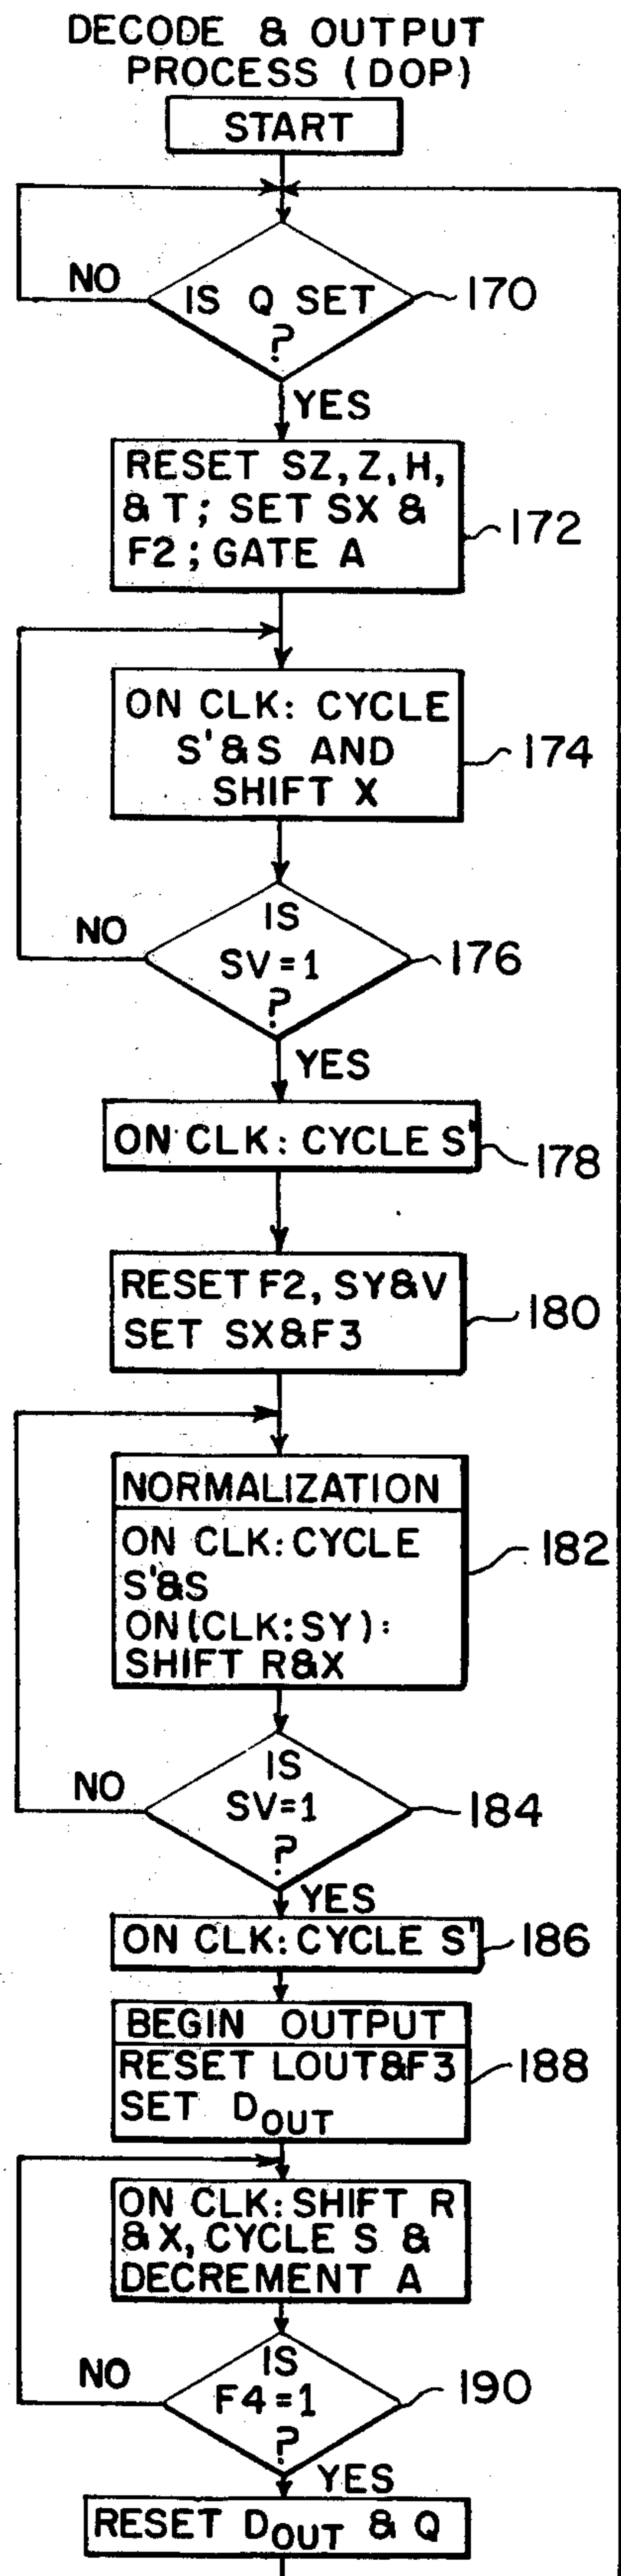 DECODE & OUTPUT
PROCESS (DOP)
START
NO
IS Q SET
?
170
YES
RESET SZ, Z, H,
& T; SET SX &
F2; GATE A
172
ON CLK: CYCLE
S'&S AND
SHIFT X
174
NO
IS
SV=1
?
176
YES
ON CLK: CYCLE S'
178
RESET F2, SY&V
SET SX&F3
180
NORMALIZATION
ON CLK: CYCLE
S'&S
ON(CLK:SY):
SHIFT R&X
182
NO
IS
SV=1
?
184
YES
ON CLK: CYCLE S'
186
BEGIN OUTPUT
RESET LOUT&F3
SET DOUT
188
ON CLK: SHIFT R
& X, CYCLE S &
DECREMENT A
NO
IS
F4=1
?
190
YES
RESET DOUT & Q